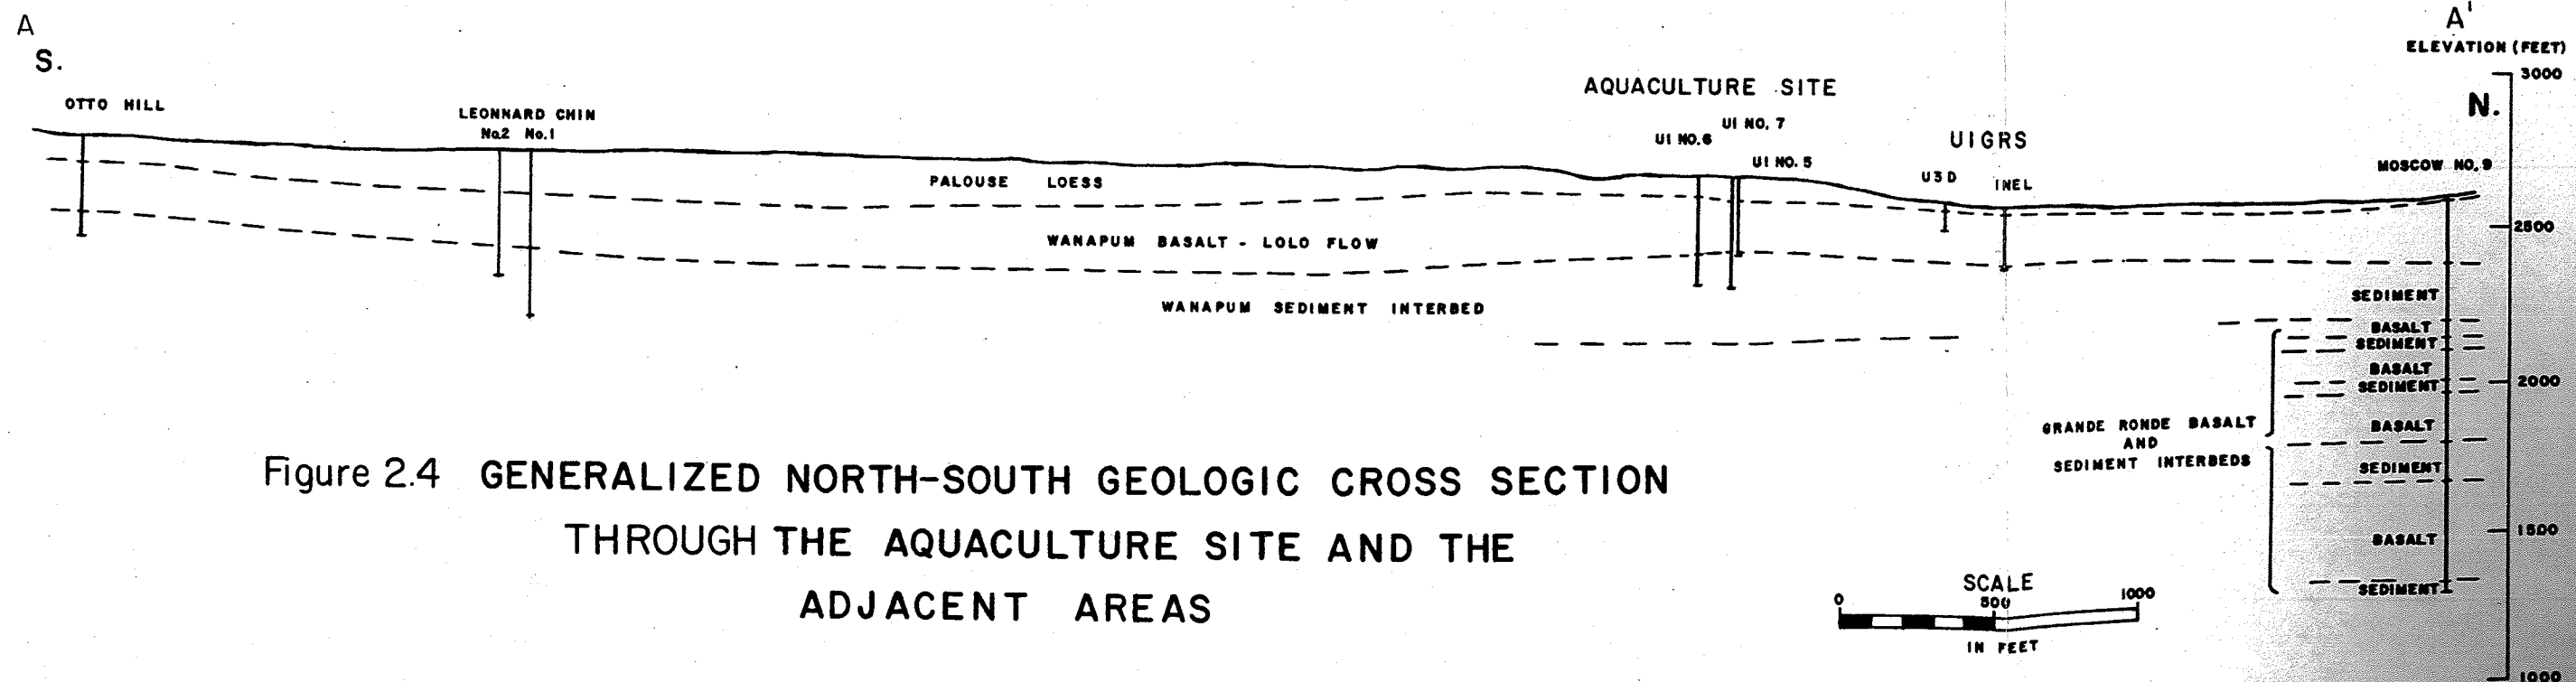 A
A'
S.
ELEVATION (FEET)
3000
N.
OTTO HILL
LEONNARD CHIN
No.2 No.1
AQUACULTURE SITE
UI NO. 7
UI NO.6
UI NO. 5
UIGRS
U3D
INEL
MOSCOW NO. 9
PALOUSE LOESS
2500
WANAPUM BASALT - LOLO FLOW
WANAPUM SEDIMENT INTERBED
SEDIMENT
BASALT
SEDIMENT
BASALT
SEDIMENT
2000
BASALT
GRANDE RONDE BASALT
AND
SEDIMENT INTERBEDS
SEDIMENT
1500
BASALT
SEDIMENT
1000
Figure 2.4 GENERALIZED NORTH-SOUTH GEOLOGIC CROSS SECTION
THROUGH THE AQUACULTURE SITE AND THE
ADJACENT AREAS
SCALE
0 500 1000
IN FEET